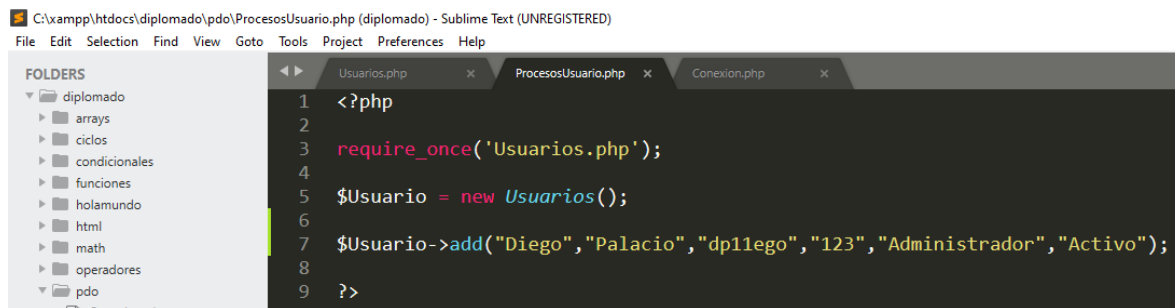 C:\xampp\htdocs\diplomado\pdo\ProcesosUsuario.php (diplomado) - Sublime Text (UNREGISTERED)
File Edit Selection Find View Goto Tools Project Preferences Help
FOLDERS
diplomado
arrays
ciclos
condicionales
funciones
holamundo
html
math
operadores
pdo
Usuarios.php × ProcesosUsuario.php × Conexion.php ×
1 <?php
2
3 require_once('Usuarios.php');
4
5 $Usuario = new Usuarios();
6
7 $Usuario->add("Diego","Palacio","dp11ego","123","Administrador","Activo");
8
9 ?>